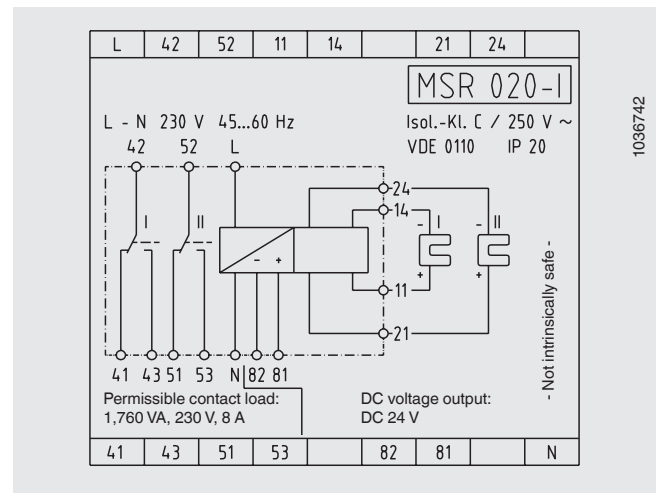 L 42 52 11 14 21 24
MSR 020-I
L - N 230 V 45...60 Hz
Isol.-Kl. C / 250 V ~
VDE 0110 IP 20
42 52 L
24
14
I II - I - II
- +
+ +
11
21
41 43 51 53 N 82 81
Permissible contact load:
1,760 VA, 230 V, 8 A
DC voltage output:
DC 24 V
- Not intrinsically safe -
41 43 51 53 82 81 N
1036742